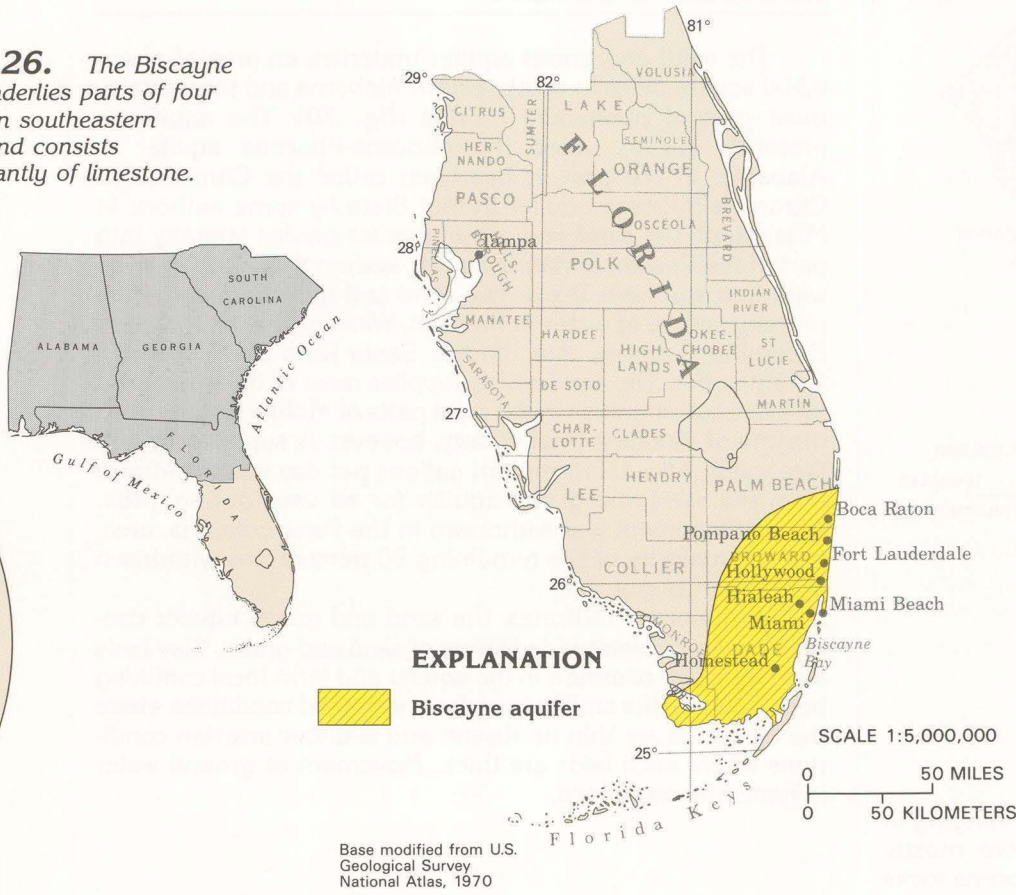 26. The Biscayne
nderlies parts of four
n southeastern
nd consists
antly of limestone.
ALABAMA
GEORGIA
SOUTH
CAROLINA
FLORIDA
Atlantic Ocean
Gulf of Mexico
81°
82°
29°
28°
27°
26°
25°
FLORIDA
VOLUSIA
CITRUS
SUMTER
LAKE
SEMINOLE
HER-
NANDO
ORANGE
PASCO
OSCEOLA
BREVARD
PINELLAS
HILLS-
BOROUGH
Tampa
POLK
INDIAN
RIVER
MANATEE
HARDEE
HIGH-
LANDS
OKEE-
CHOBEE
ST
LUCIE
SARASOTA
DE SOTO
MARTIN
CHAR-
LOTTE
GLADES
LEE
HENDRY
PALM BEACH
Boca Raton
Pompano Beach
BROWARD
Fort Lauderdale
Hollywood
COLLIER
Hialeah
Miami Beach
Miami
MONROE
DADE
Biscayne
Bay
Homestead
EXPLANATION
Biscayne aquifer
SCALE 1:5,000,000
0 50 MILES
0 50 KILOMETERS
Florida Keys
Base modified from U.S.
Geological Survey
National Atlas, 1970